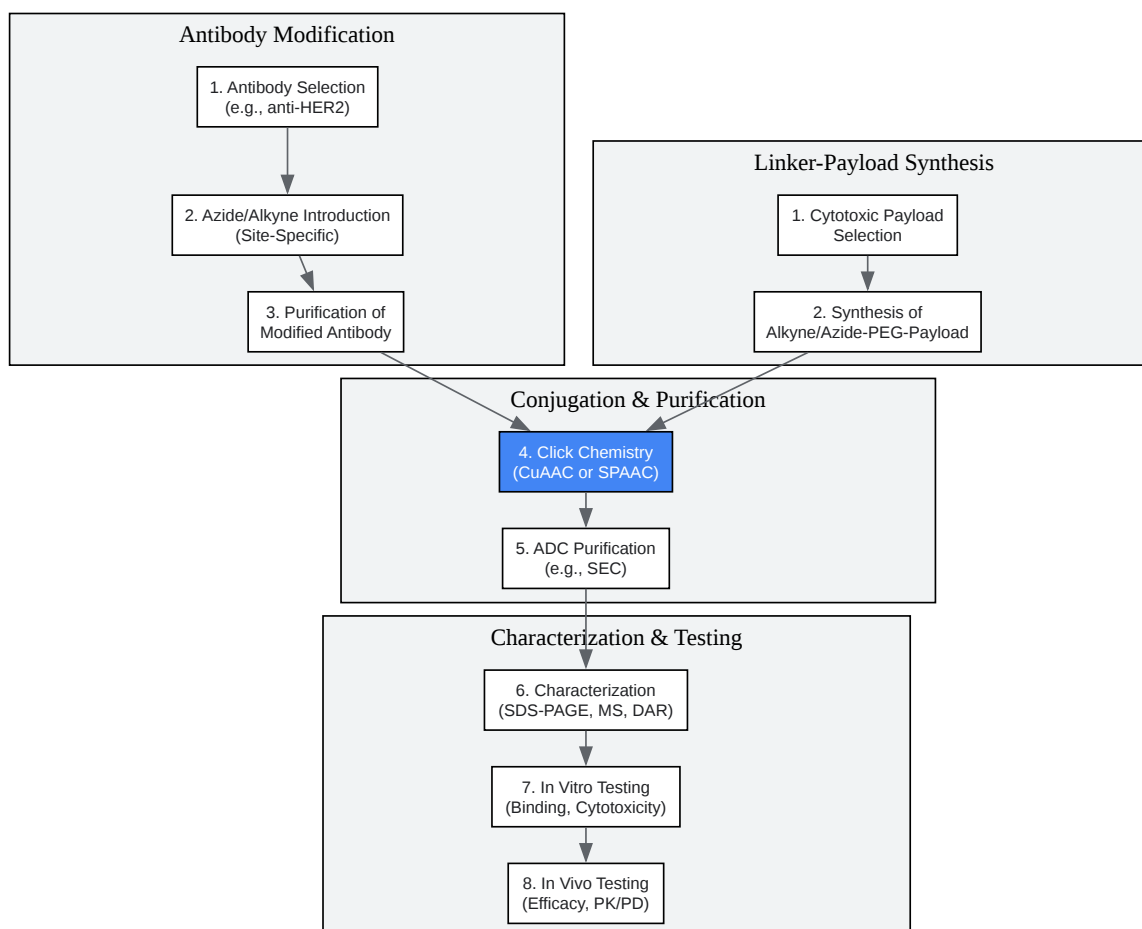 Antibody Modification
1. Antibody Selection
(e.g., anti-HER2)
2. Azide/Alkyne Introduction
(Site-Specific)
3. Purification of
Modified Antibody
Linker-Payload Synthesis
1. Cytotoxic Payload
Selection
2. Synthesis of
Alkyne/Azide-PEG-Payload
Conjugation & Purification
4. Click Chemistry
(CuAAC or SPAAC)
5. ADC Purification
(e.g., SEC)
Characterization & Testing
6. Characterization
(SDS-PAGE, MS, DAR)
7. In Vitro Testing
(Binding, Cytotoxicity)
8. In Vivo Testing
(Efficacy, PK/PD)